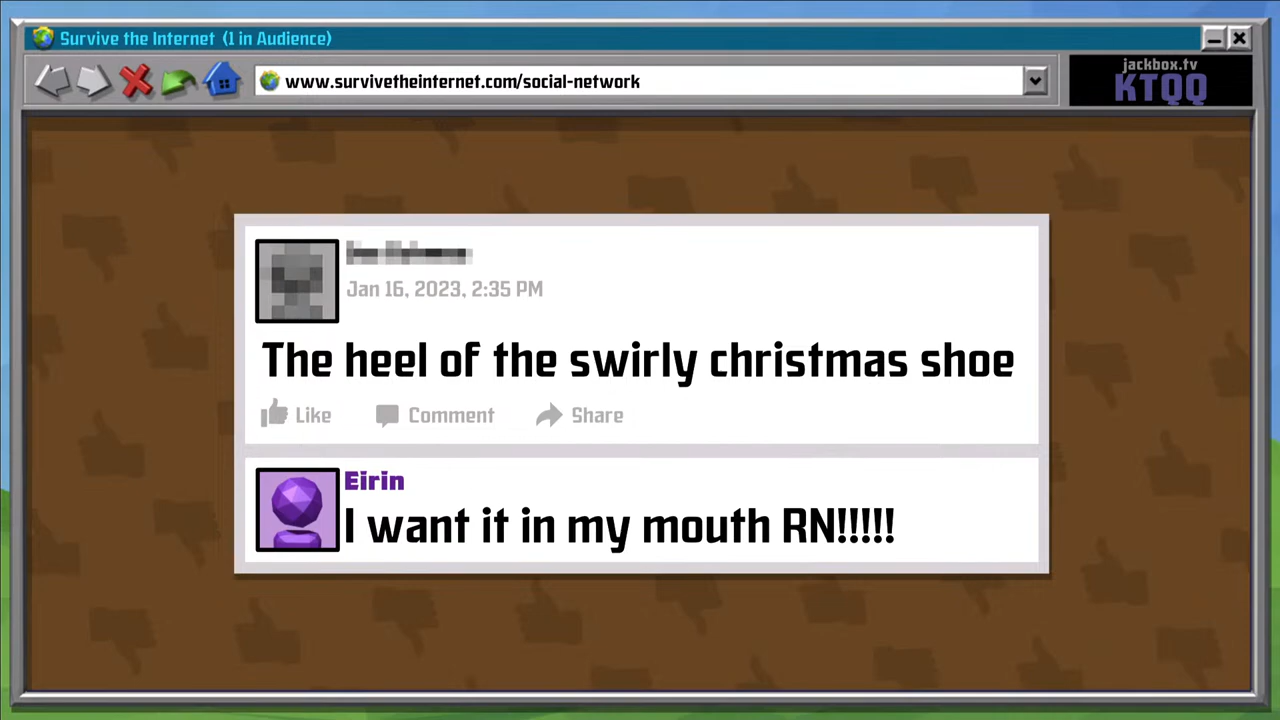 Survive the Internet (1 in Audience)
www.survivetheinternet.com/social-network
jackbox.tv
KTQQ
Jan 16, 2023, 2:35 PM
The heel of the swirly christmas shoe
Like Comment Share
Eirin
I want it in my mouth RN!!!!!